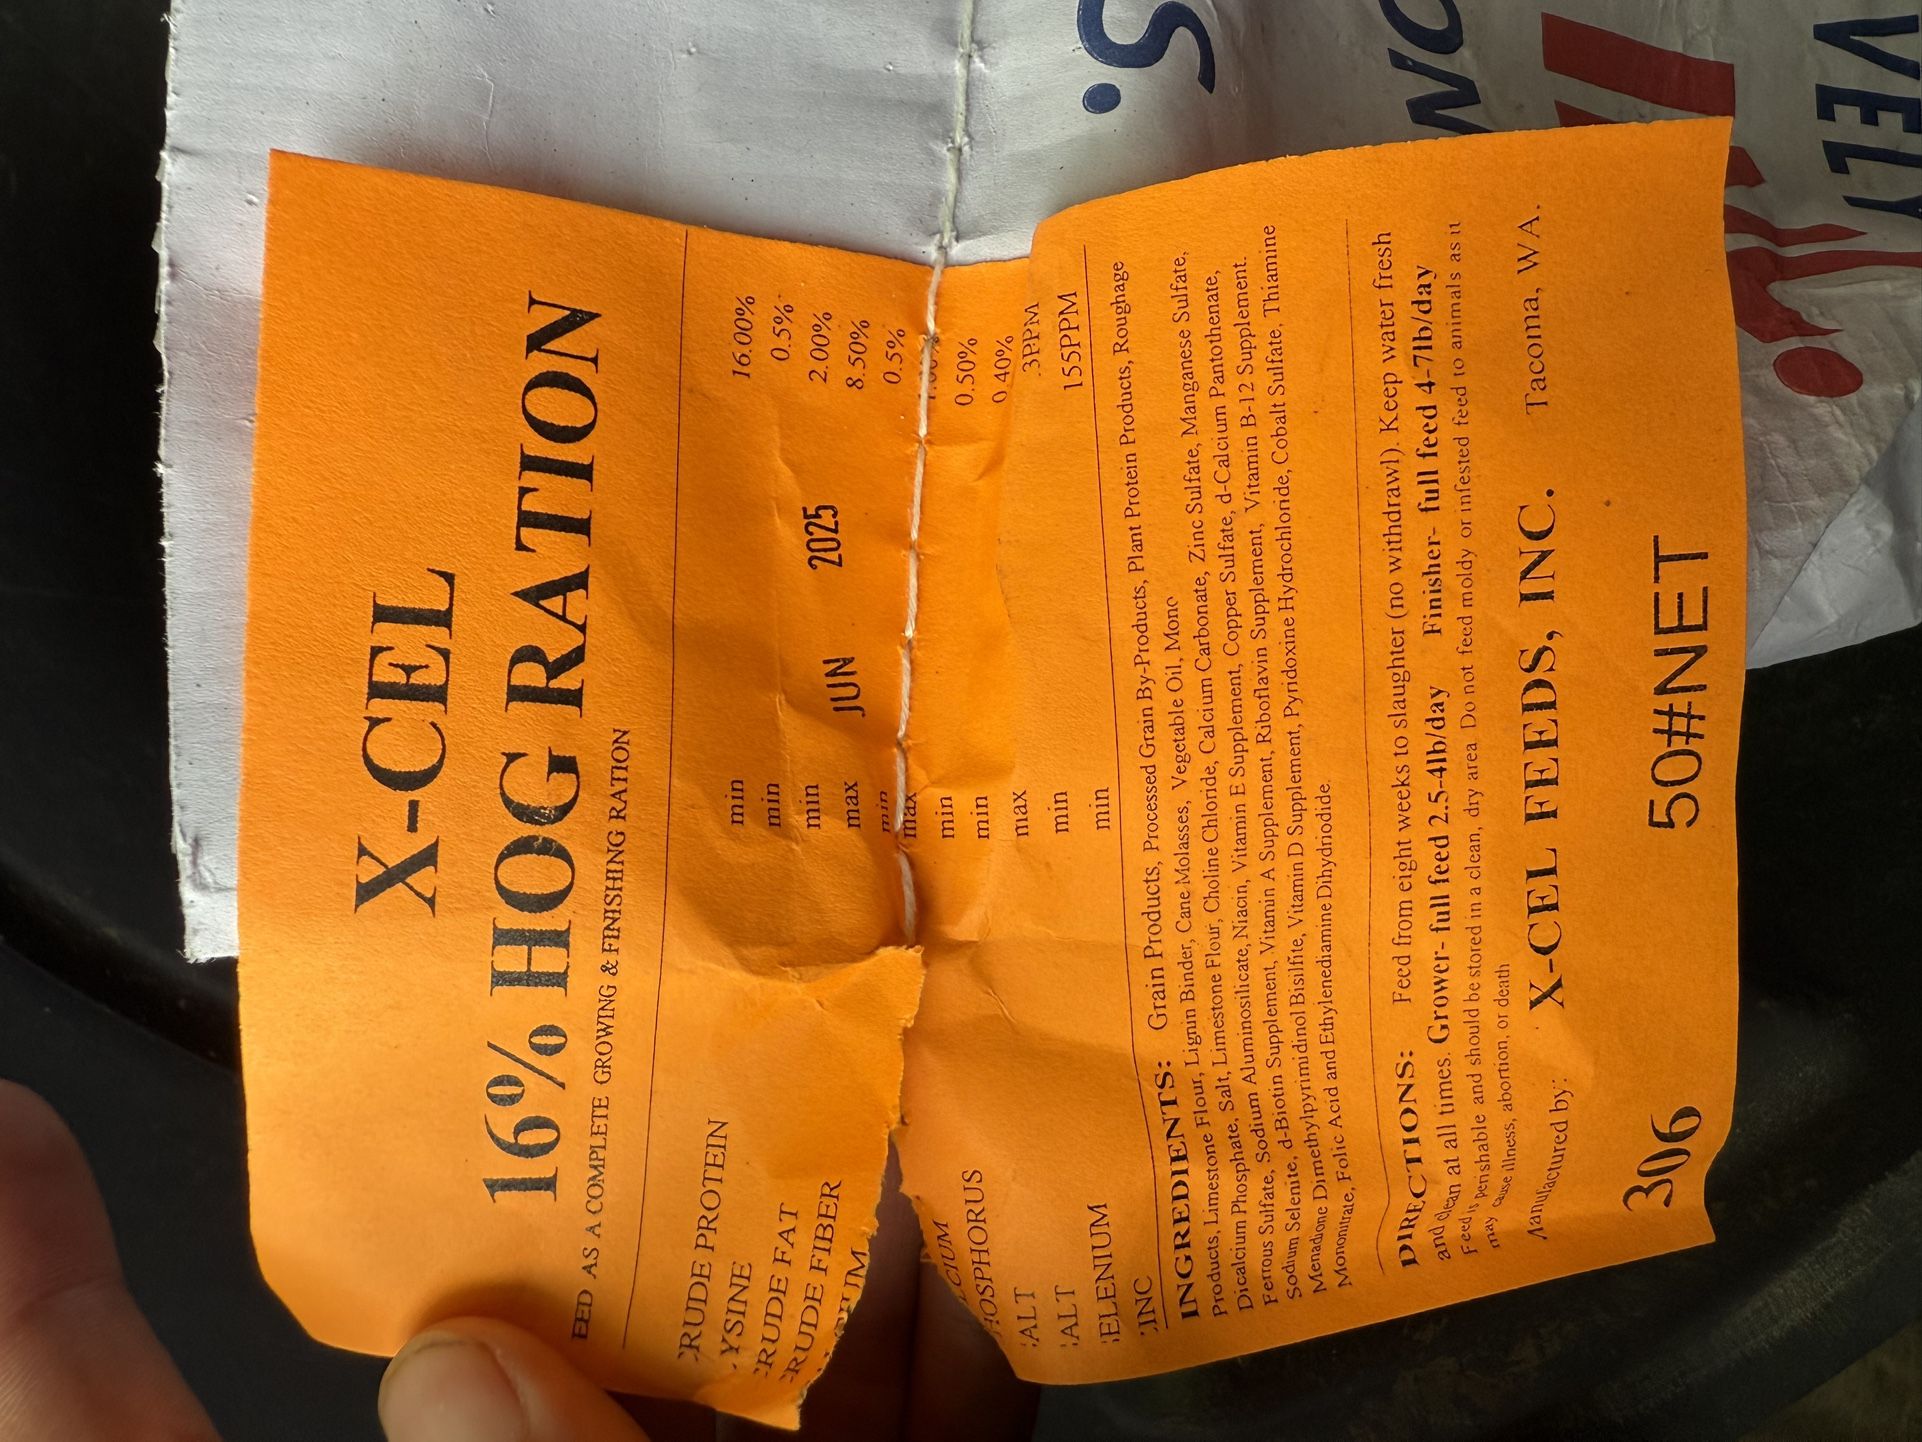 X-CEL
16% HOG RATION
EED AS A COMPLETE GROWING & FINISHING RATION
RUDE PROTEIN min 16.00%
YSINE min 0.5%
RUDE FAT min 2.00%
RUDE FIBER max 8.50%
min 0.5%
JUN 2025
LCIUM max
HOSPHORUS min 0.50%
ALT min 0.40%
ALT max
ELENIUM min .3PPM
INC min 155PPM
INGREDIENTS: Grain Products, Processed Grain By-Products, Plant Protein Products, Roughage
Products, Limestone Flour, Lignin Binder, Cane Molasses, Vegetable Oil, Mono
Dicalcium Phosphate, Salt, Limestone Flour, Choline Chloride, Calcium Carbonate, Zinc Sulfate, Manganese Sulfate,
Ferrous Sulfate, Sodium Aluminosilicate, Niacin, Vitamin E Supplement, Copper Sulfate, d-Calcium Pantothenate,
Sodium Selenite, d-Biotin Supplement, Vitamin A Supplement, Riboflavin Supplement, Vitamin B-12 Supplement.
Menadione Dimethylpyrimidinol Bisilfite, Vitamin D Supplement, Pyridoxine Hydrochloride, Cobalt Sulfate, Thiamine
Mononitrate, Folic Acid and Ethylenediamine Dihydriodide.
DIRECTIONS: Feed from eight weeks to slaughter (no withdrawl). Keep water fresh
and clean at all times. Grower- full feed 2.5-4lb/day Finisher- full feed 4-7lb/day
Feed is perishable and should be stored in a clean, dry area. Do not feed moldy or infested feed to animals as it
may cause illness, abortion, or death
anufactured by: X-CEL FEEDS, INC. Tacoma, WA.
306 50#NET
S.
VELY